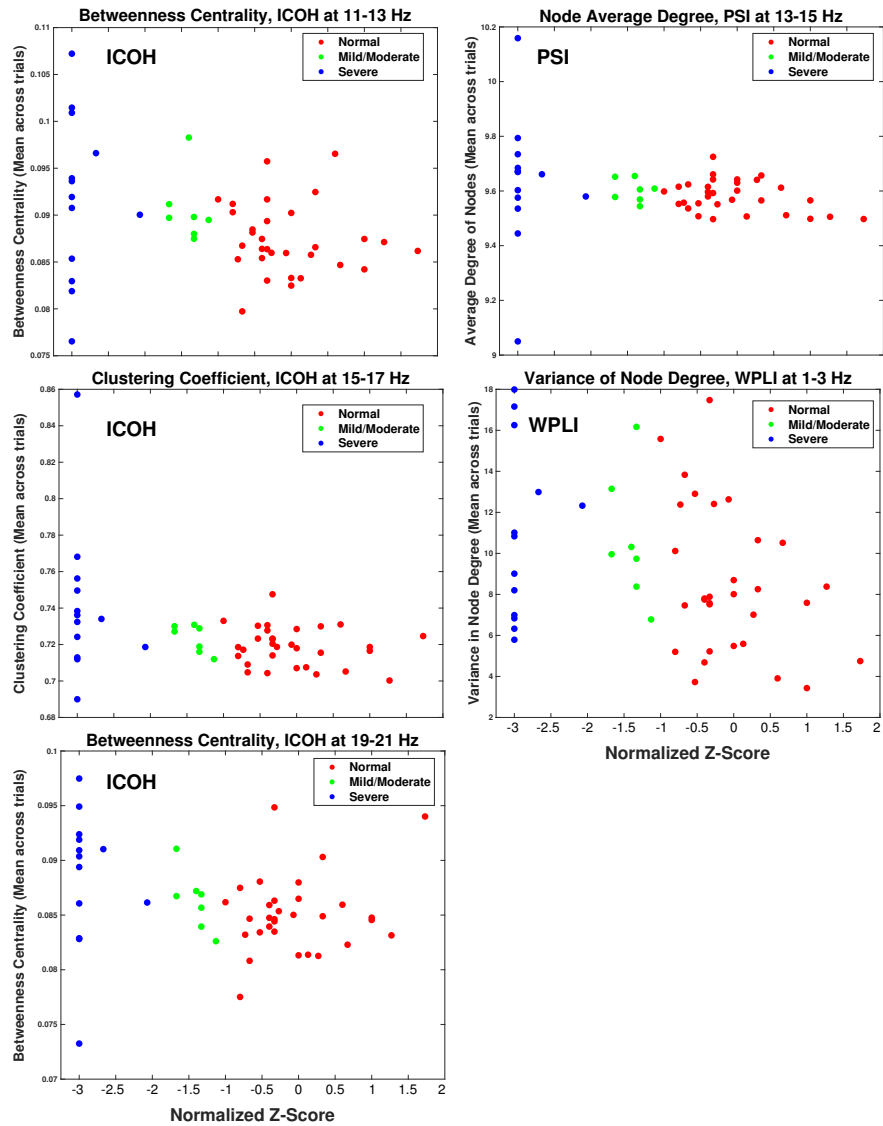 Betweenness Centrality, ICOH at 11-13 Hz
0.11
0.105
0.1
0.095
0.09
0.085
0.08
0.075
Betweenness Centrality (Mean across trials)
ICOH
Normal
Mild/Moderate
Severe
Node Average Degree, PSI at 13-15 Hz
10.2
10
9.8
9.6
9.4
9.2
9
Average Degree of Nodes (Mean across trials)
PSI
Normal
Mild/Moderate
Severe
Clustering Coefficient, ICOH at 15-17 Hz
0.86
0.84
0.82
0.8
0.78
0.76
0.74
0.72
0.7
0.68
Clustering Coefficient (Mean across trials)
ICOH
Normal
Mild/Moderate
Severe
Variance of Node Degree, WPLI at 1-3 Hz
18
16
14
12
10
8
6
4
2
Variance in Node Degree (Mean across trials)
WPLI
Normal
Mild/Moderate
Severe
-3 -2.5 -2 -1.5 -1 -0.5 0 0.5 1 1.5 2
Normalized Z-Score
Betweenness Centrality, ICOH at 19-21 Hz
0.1
0.095
0.09
0.085
0.08
0.075
0.07
Betweenness Centrality (Mean across trials)
ICOH
Normal
Mild/Moderate
Severe
-3 -2.5 -2 -1.5 -1 -0.5 0 0.5 1 1.5 2
Normalized Z-Score